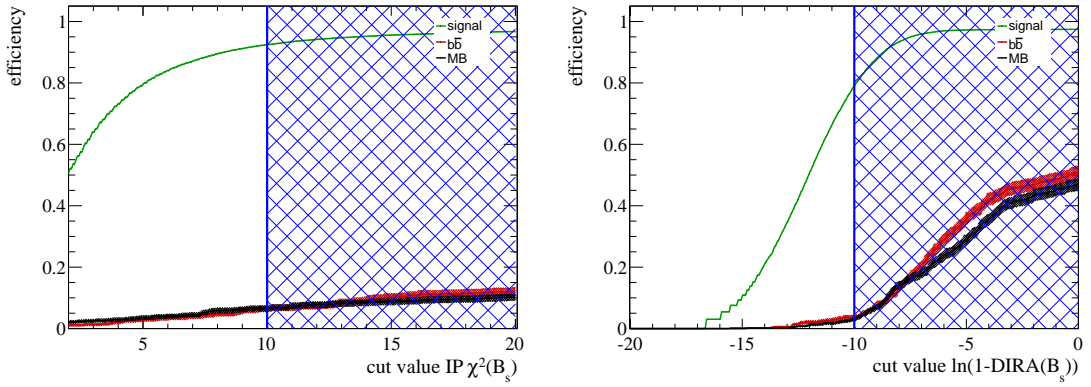 efficiency
1
0.8
0.6
0.4
0.2
0
5
10
15
20
cut value IP χ²(Bₛ)
signal
bb̄
MB
efficiency
1
0.8
0.6
0.4
0.2
0
-20
-15
-10
-5
0
cut value ln(1-DIRA(Bₛ))
signal
bb̄
MB